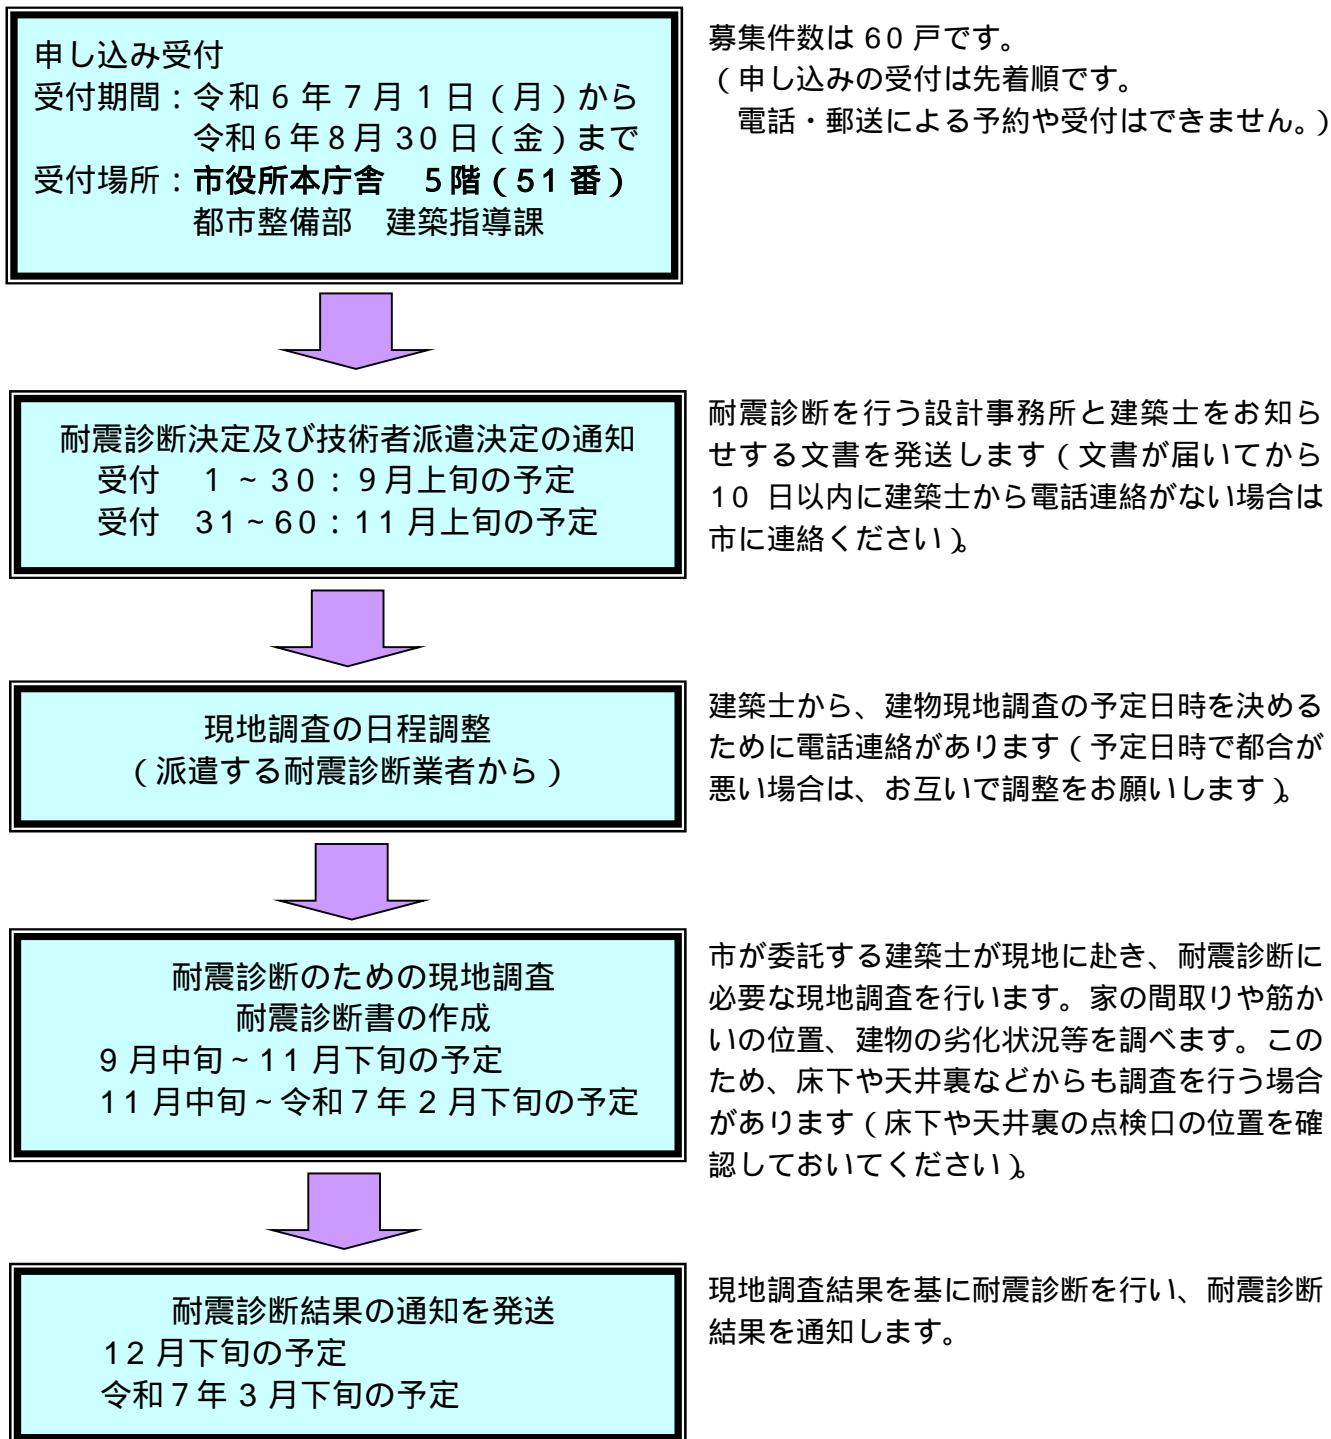 申し込み受付
受付期間：令和６年７月１日（月）から
令和６年８月３０日（金）まで
受付場所：市役所本庁舎　５階（５１番）
都市整備部　建築指導課
募集件数は６０戸です。
（申し込みの受付は先着順です。
電話・郵送による予約や受付はできません。）
耐震診断決定及び技術者派遣決定の通知
受付　１～３０：９月上旬の予定
受付　３１～６０：１１月上旬の予定
耐震診断を行う設計事務所と建築士をお知ら
せする文書を発送します（文書が届いてから
１０日以内に建築士から電話連絡がない場合は
市に連絡ください）。
現地調査の日程調整
（派遣する耐震診断業者から）
建築士から、建物現地調査の予定日時を決める
ために電話連絡があります（予定日時で都合が
悪い場合は、お互いで調整をお願いします）。
耐震診断のための現地調査
耐震診断書の作成
９月中旬～１１月下旬の予定
１１月中旬～令和７年２月下旬の予定
市が委託する建築士が現地に赴き、耐震診断に
必要な現地調査を行います。家の間取りや筋か
いの位置、建物の劣化状況等を調べます。この
ため、床下や天井裏などからも調査を行う場合
があります（床下や天井裏の点検口の位置を確
認しておいてください）。
耐震診断結果の通知を発送
１２月下旬の予定
令和７年３月下旬の予定
現地調査結果を基に耐震診断を行い、耐震診断
結果を通知します。